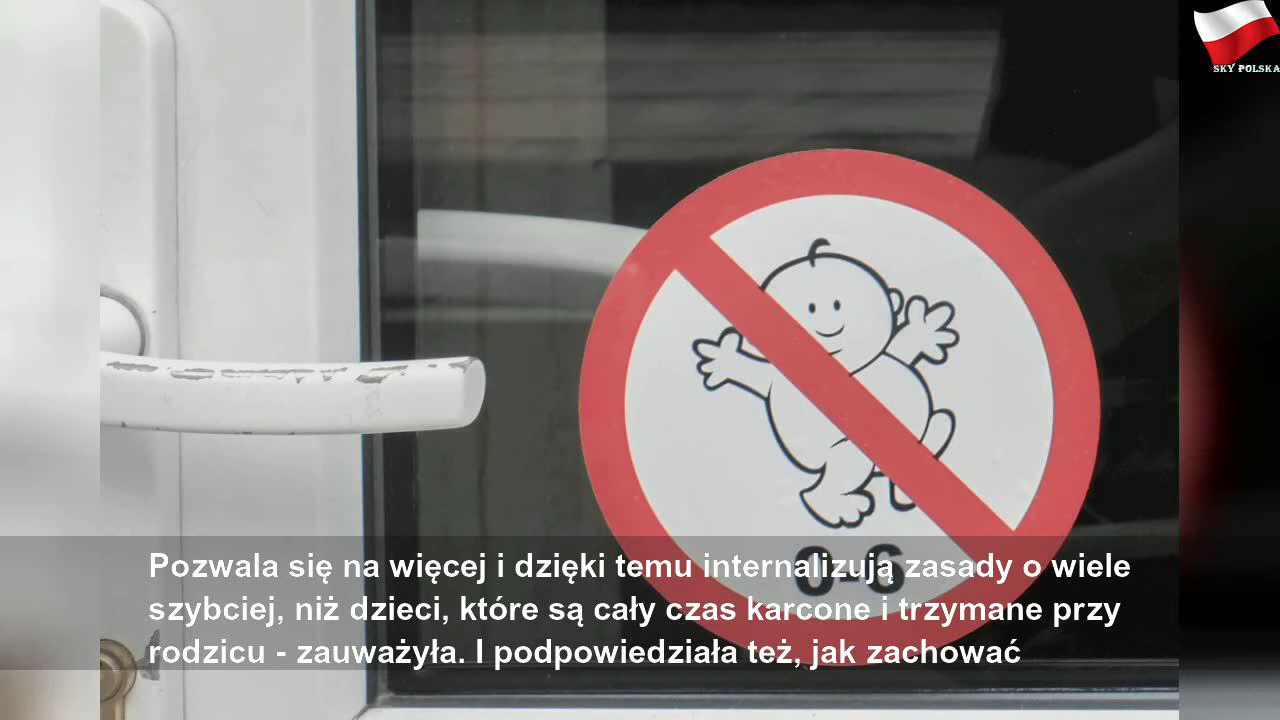 SKY POLSKA
0-6
Pozwala się na więcej i dzięki temu internalizują zasady o wiele
szybciej, niż dzieci, które są cały czas karcone i trzymane przy
rodzicu - zauważyła. I podpowiedziała też, jak zachować